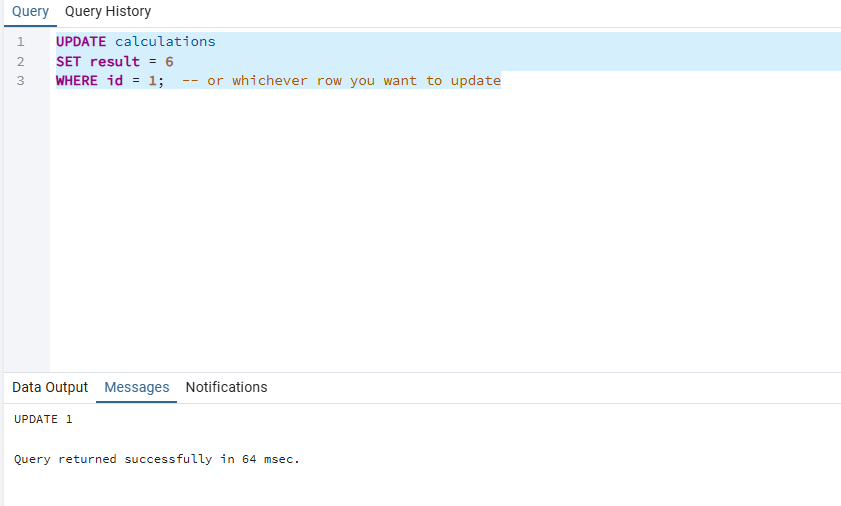 Query Query History
1 UPDATE calculations
2 SET result = 6
3 WHERE id = 1;  -- or whichever row you want to update
Data Output Messages Notifications
UPDATE 1
Query returned successfully in 64 msec.